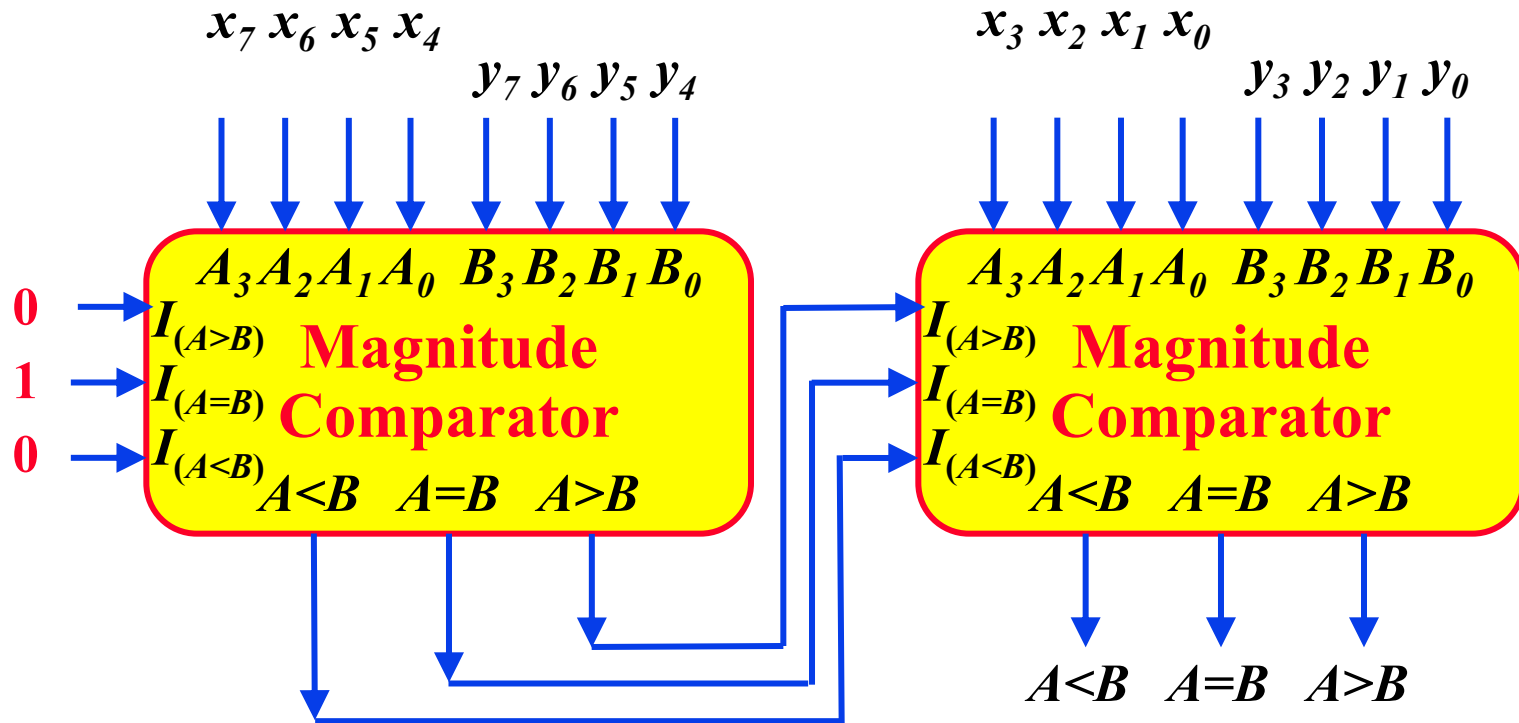 x7 x6 x5 x4
y7 y6 y5 y4
x3 x2 x1 x0
y3 y2 y1 y0
A3 A2 A1 A0 B3 B2 B1 B0
0 I(A>B)
1 I(A=B)
0 I(A<B)
Magnitude
Comparator
A<B A=B A>B
A3 A2 A1 A0 B3 B2 B1 B0
I(A>B)
I(A=B)
I(A<B)
Magnitude
Comparator
A<B A=B A>B
A<B A=B A>B